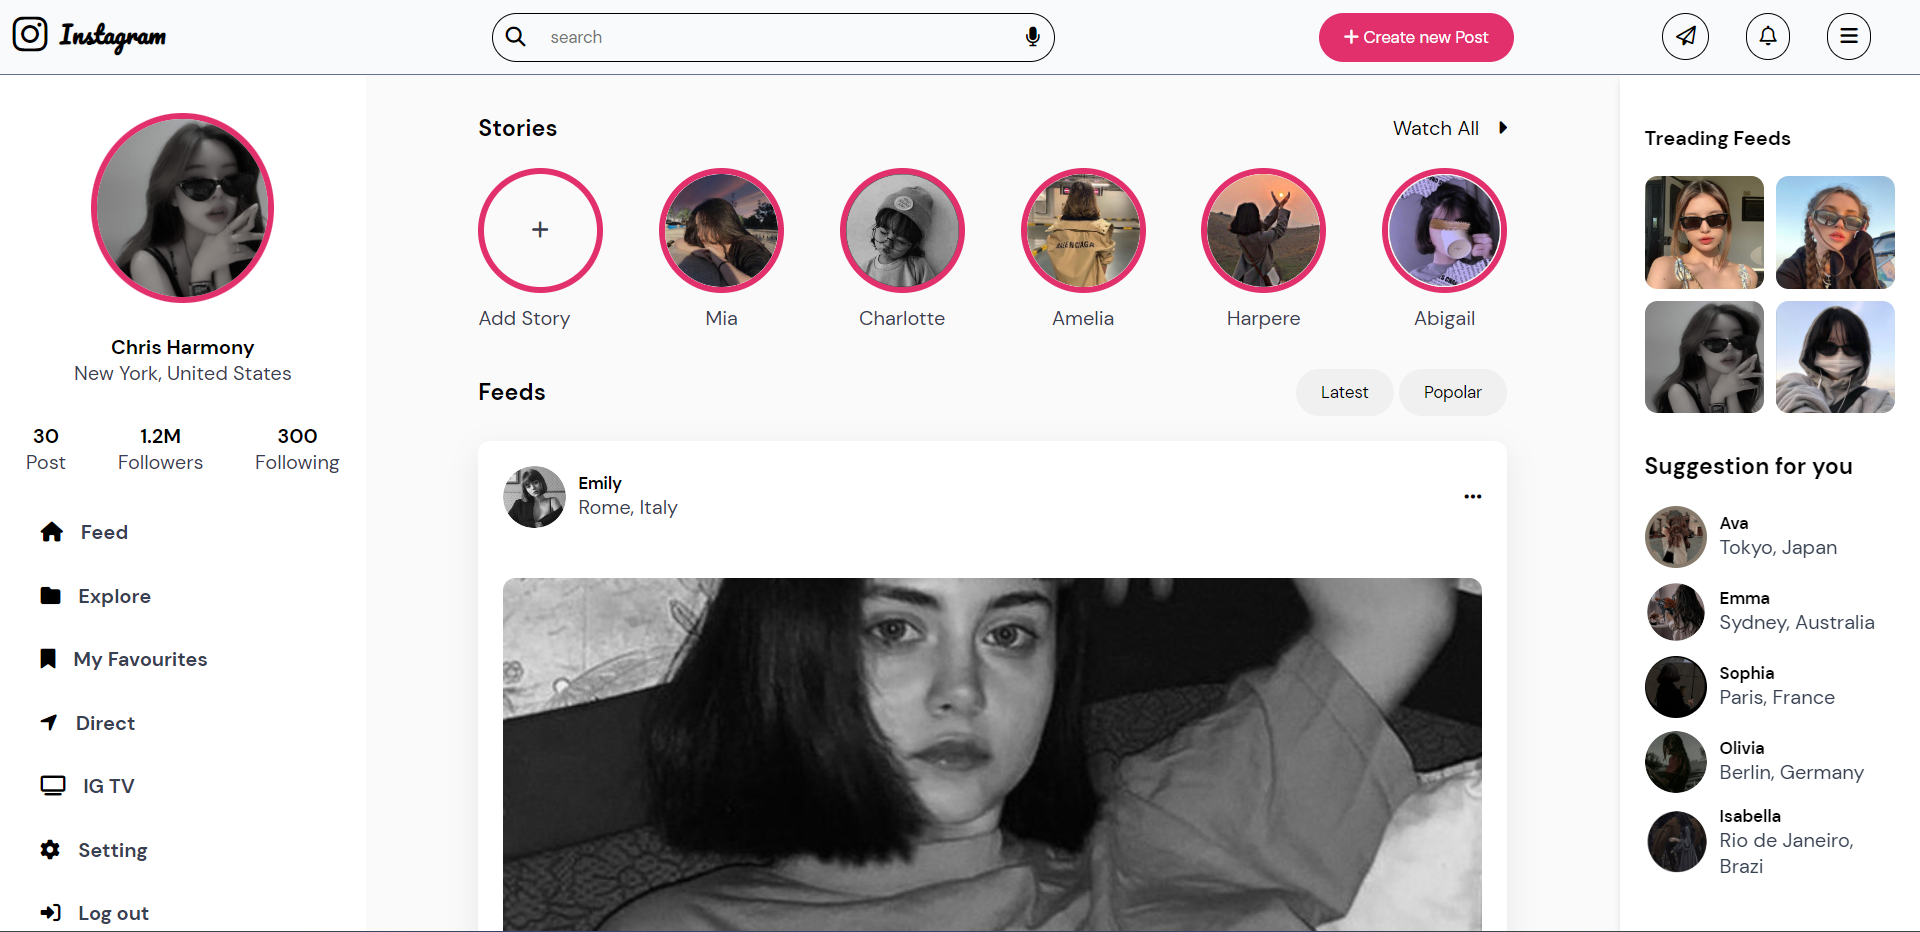 Instagram
search
Create new Post
Chris Harmony
New York, United States
30
Post
1.2M
Followers
300
Following
Feed
Explore
My Favourites
Direct
IG TV
Setting
Log out
Stories
Watch All
Add Story
Mia
Charlotte
Amelia
Harpere
Abigail
Feeds
Latest
Popolar
Emily
Rome, Italy
Treading Feeds
Suggestion for you
Ava
Tokyo, Japan
Emma
Sydney, Australia
Sophia
Paris, France
Olivia
Berlin, Germany
Isabella
Rio de Janeiro,
Brazi